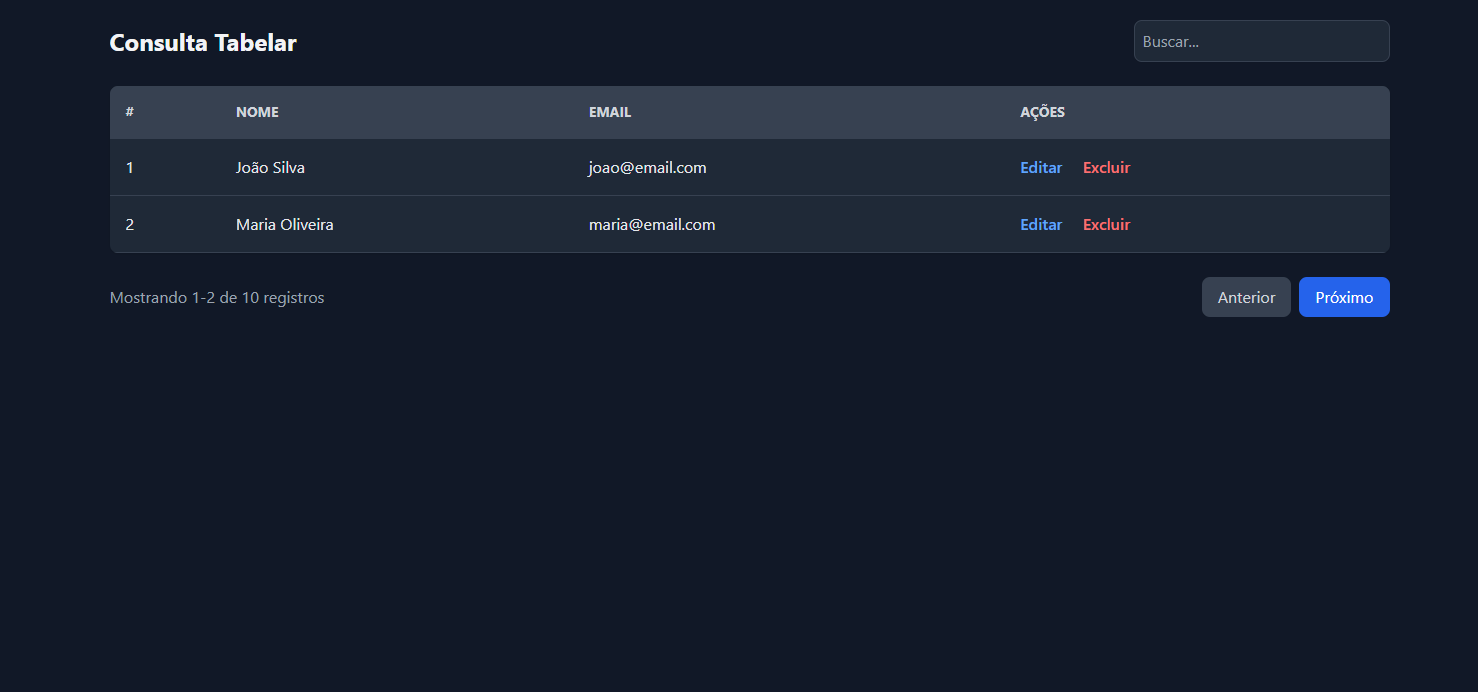 Consulta Tabelar
Buscar...
# NOME EMAIL AÇÕES
1 João Silva joao@email.com Editar Excluir
2 Maria Oliveira maria@email.com Editar Excluir
Mostrando 1-2 de 10 registros
Anterior Próximo